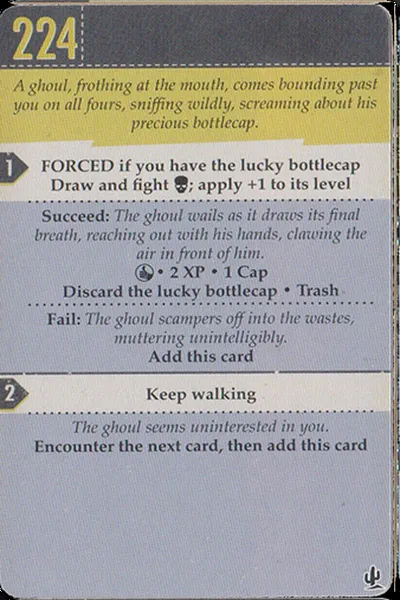 224
A ghoul, frothing at the mouth, comes bounding past
you on all fours, sniffing wildly, screaming about his
precious bottlecap.
1
FORCED if you have the lucky bottlecap
Draw and fight ; apply +1 to its level
Succeed: The ghoul wails as it draws its final
breath, reaching out with his hands, clawing the
air in front of him.
• 2 XP • 1 Cap
Discard the lucky bottlecap • Trash
Fail: The ghoul scampers off into the wastes,
muttering unintelligibly.
Add this card
2
Keep walking
The ghoul seems uninterested in you.
Encounter the next card, then add this card